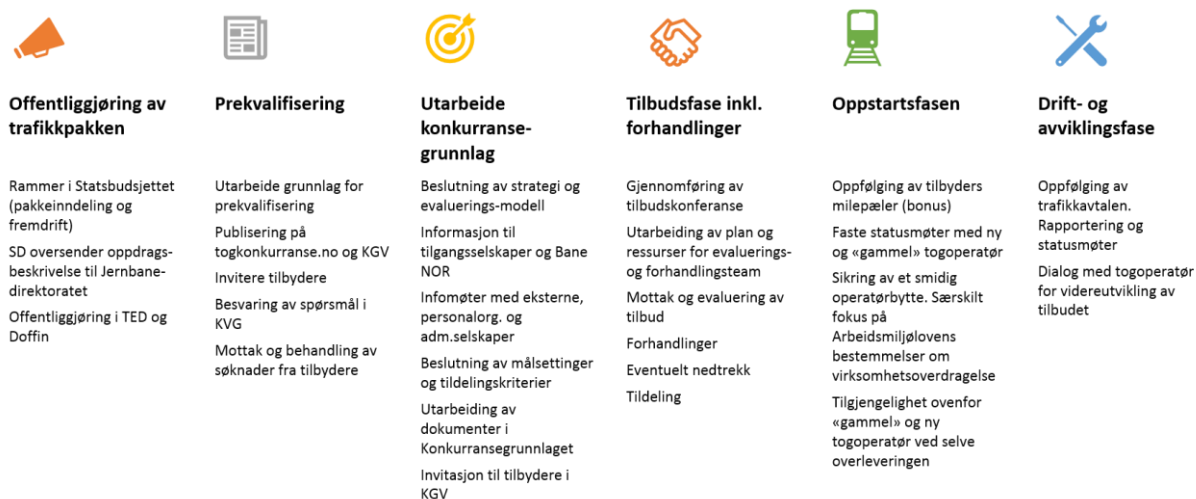 Offentliggjøring av
trafikkpakken
Rammer i Statsbudsjettet
(pakkeinndeling og
fremdrift)
SD oversender oppdrags-
beskrivelse til Jernbane-
direktoratet
Offentliggjøring i TED og
Doffin
Prekvalifisering
Utarbeide grunnlag for
prekvalifisering
Publisering på
togkonkurranse.no og KGV
Invitere tilbydere
Besvaring av spørsmål i
KVG
Mottak og behandling av
søknader fra tilbydere
Utarbeide
konkurranse-
grunnlag
Beslutning av strategi og
evaluerings-modell
Informasjon til
tilgangsselskaper og Bane
NOR
Infomøter med eksterne,
personalorg. og
adm.selskaper
Beslutning av målsettinger
og tildelingskriterier
Utarbeiding av
dokumenter i
Konkurransegrunnlaget
Invitasjon til tilbydere i
KGV
Tilbudsfase inkl.
forhandlinger
Gjennomføring av
tilbudskonferanse
Utarbeiding av plan og
ressurser for evaluerings-
og forhandlingsteam
Mottak og evaluering av
tilbud
Forhandlinger
Eventuelt nedtrekk
Tildeling
Oppstartsfasen
Oppfølging av tilbyders
milepæler (bonus)
Faste statusmøter med ny
og «gammel» togoperatør
Sikring av et smidig
operatørbytte. Særskilt
fokus på
Arbeidsmiljølovens
bestemmelser om
virksomhetsoverdragelse
Tilgjengelighet ovenfor
«gammel» og ny
togoperatør ved selve
overleveringen
Drift- og
avviklingsfase
Oppfølging av
trafikkavtalen.
Rapportering og
statusmøter
Dialog med togoperatør
for videreutvikling av
tilbudet